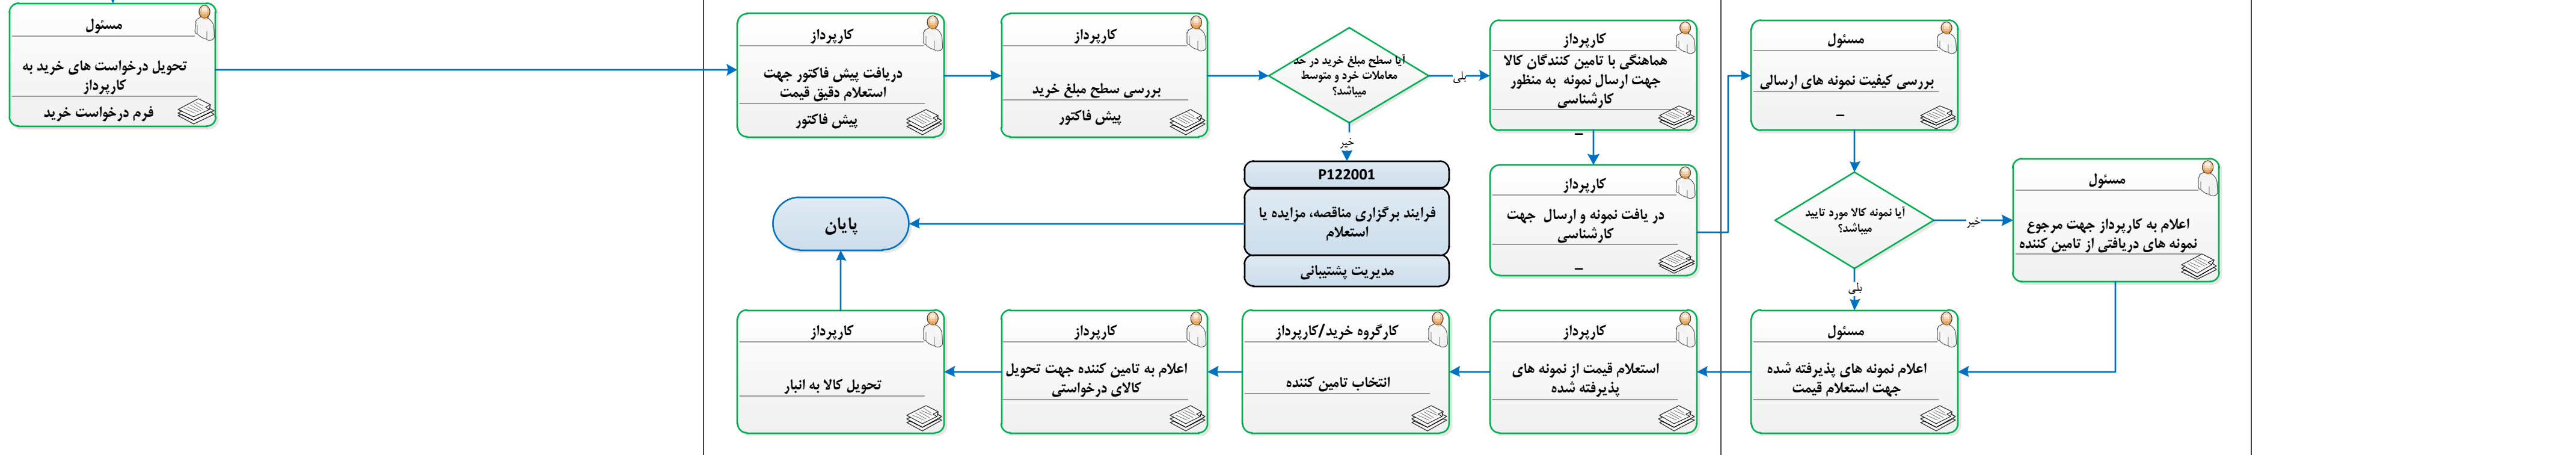 مسئول
تحویل درخواست های خرید به
کارپرداز
فرم درخواست خرید
کارپرداز
دریافت پیش فاکتور جهت
استعلام دقیق قیمت
پیش فاکتور
کارپرداز
بررسی سطح مبلغ خرید
پیش فاکتور
آیا سطح مبلغ خرید در حد
معاملات خرد و متوسط
میباشد؟
بلی
خیر
کارپرداز
هماهنگی با تامین کنندگان کالا
جهت ارسال نمونه به منظور
کارشناسی
–
مسئول
بررسی کیفیت نمونه های ارسالی
–
P122001
فرایند برگزاری مناقصه، مزایده یا
استعلام
مدیریت پشتیبانی
پایان
کارپرداز
در یافت نمونه و ارسال جهت
کارشناسی
–
آیا نمونه کالا مورد تایید
میباشد؟
خیر
بلی
مسئول
اعلام به کارپرداز جهت مرجوع
نمونه های دریافتی از تامین کننده
مسئول
اعلام نمونه های پذیرفته شده
جهت استعلام قیمت
کارپرداز
استعلام قیمت از نمونه های
پذیرفته شده
کارگروه خرید/کارپرداز
انتخاب تامین کننده
کارپرداز
اعلام به تامین کننده جهت تحویل
کالای درخواستی
کارپرداز
تحویل کالا به انبار